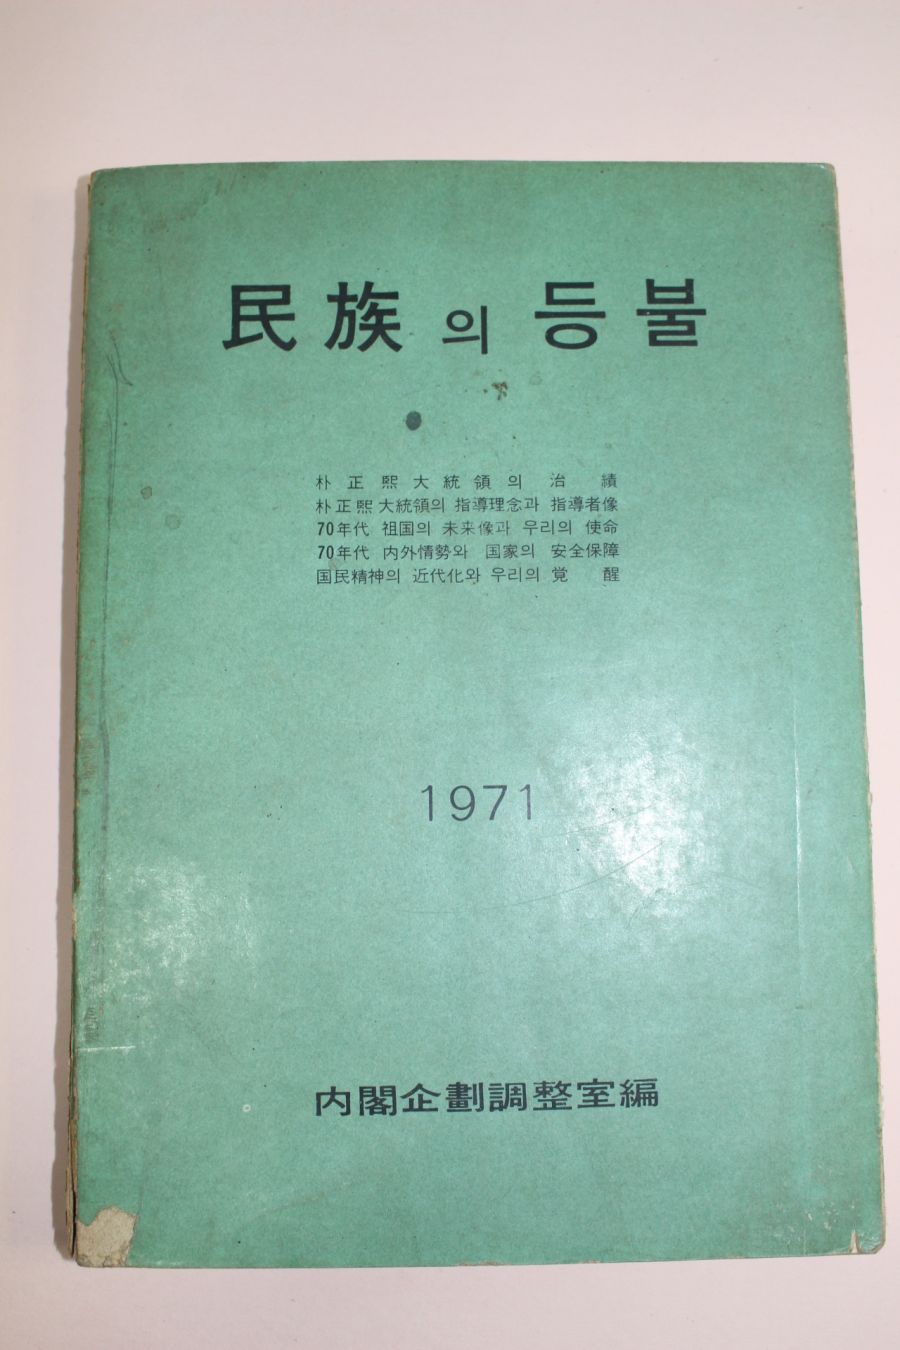 民族의 등불
朴正熙大統領의 治績
朴正熙大統領의 指導理念과 指導者像
70年代 祖国의 未来像과 우리의 使命
70年代 内外情勢와 国家의 安全保障
国民精神의 近代化와 우리의 覚醒
1971
内閣企劃調整室編